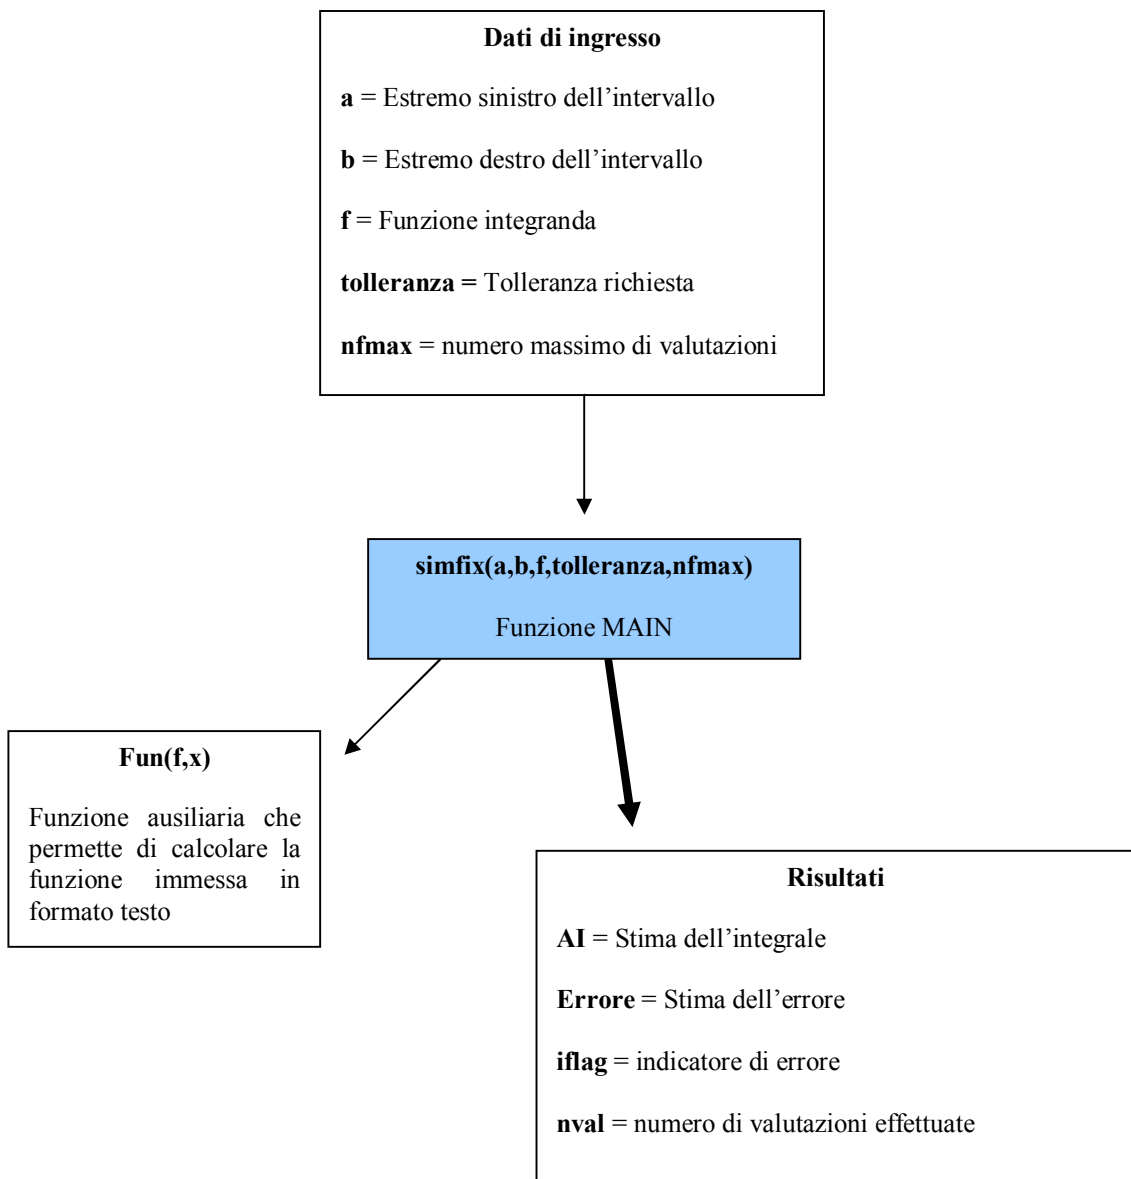 Dati di ingresso
a = Estremo sinistro dell’intervallo
b = Estremo destro dell’intervallo
f = Funzione integranda
tolleranza = Tolleranza richiesta
nfmax = numero massimo di valutazioni
simfix(a,b,f,tolleranza,nfmax)
Funzione MAIN
Fun(f,x)
Funzione ausiliaria che
permette di calcolare la
funzione immessa in
formato testo
Risultati
AI = Stima dell’integrale
Errore = Stima dell’errore
iflag = indicatore di errore
nval = numero di valutazioni effettuate